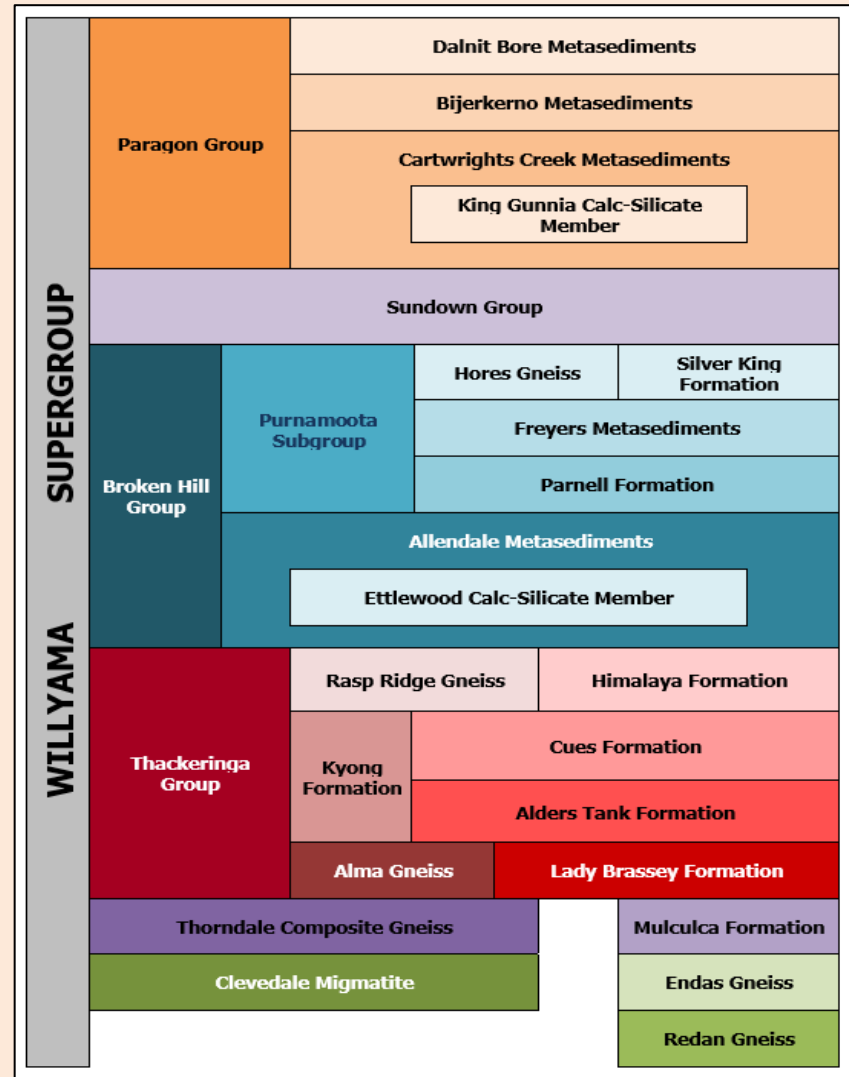 WILLYAMA SUPERGROUP
Paragon Group
Dalnit Bore Metasediments
Bijerkerno Metasediments
Cartwrights Creek Metasediments
King Gunnia Calc-Silicate
Member
Sundown Group
Broken Hill
Group
Purnamoota
Subgroup
Hores Gneiss
Silver King
Formation
Freyers Metasediments
Parnell Formation
Allendale Metasediments
Ettlewood Calc-Silicate Member
Thackeringa
Group
Rasp Ridge Gneiss
Himalaya Formation
Kyong
Formation
Cues Formation
Alders Tank Formation
Alma Gneiss
Lady Brassey Formation
Thorndale Composite Gneiss
Mulculca Formation
Clevedale Migmatite
Endas Gneiss
Redan Gneiss